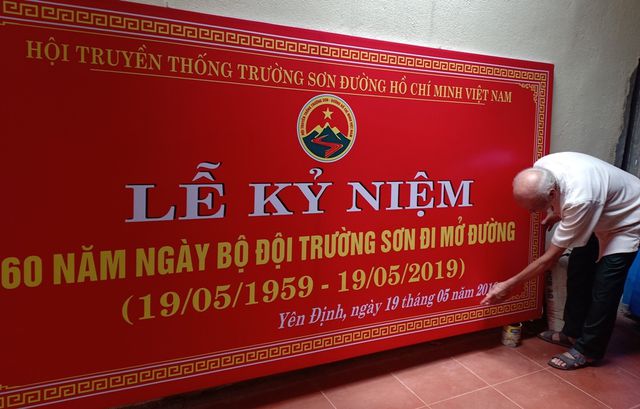 HỘI TRUYỀN THỐNG TRƯỜNG SƠN ĐƯỜNG HỒ CHÍ MINH VIỆT NAM
LỄ KỶ NIỆM
60 NĂM NGÀY BỘ ĐỘI TRƯỜNG SƠN ĐI MỞ ĐƯỜNG
(19/05/1959 - 19/05/2019)
Yên Định, ngày 19 tháng 05 năm